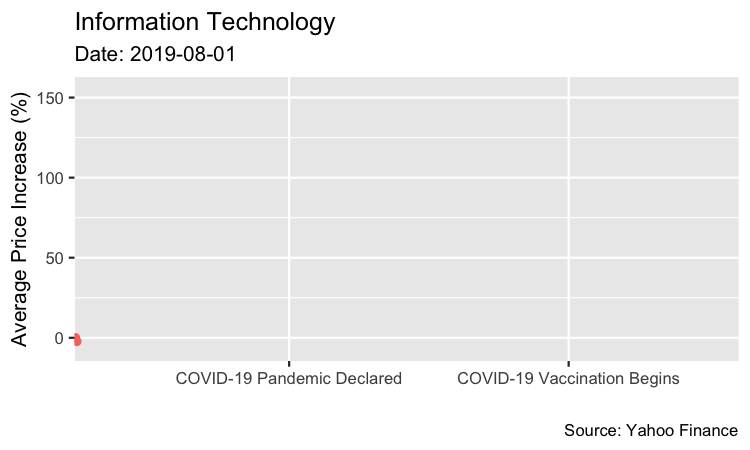 Information Technology
Date: 2019-08-01
Average Price Increase (%)
150
100
50
0
COVID-19 Pandemic Declared
COVID-19 Vaccination Begins
Source: Yahoo Finance